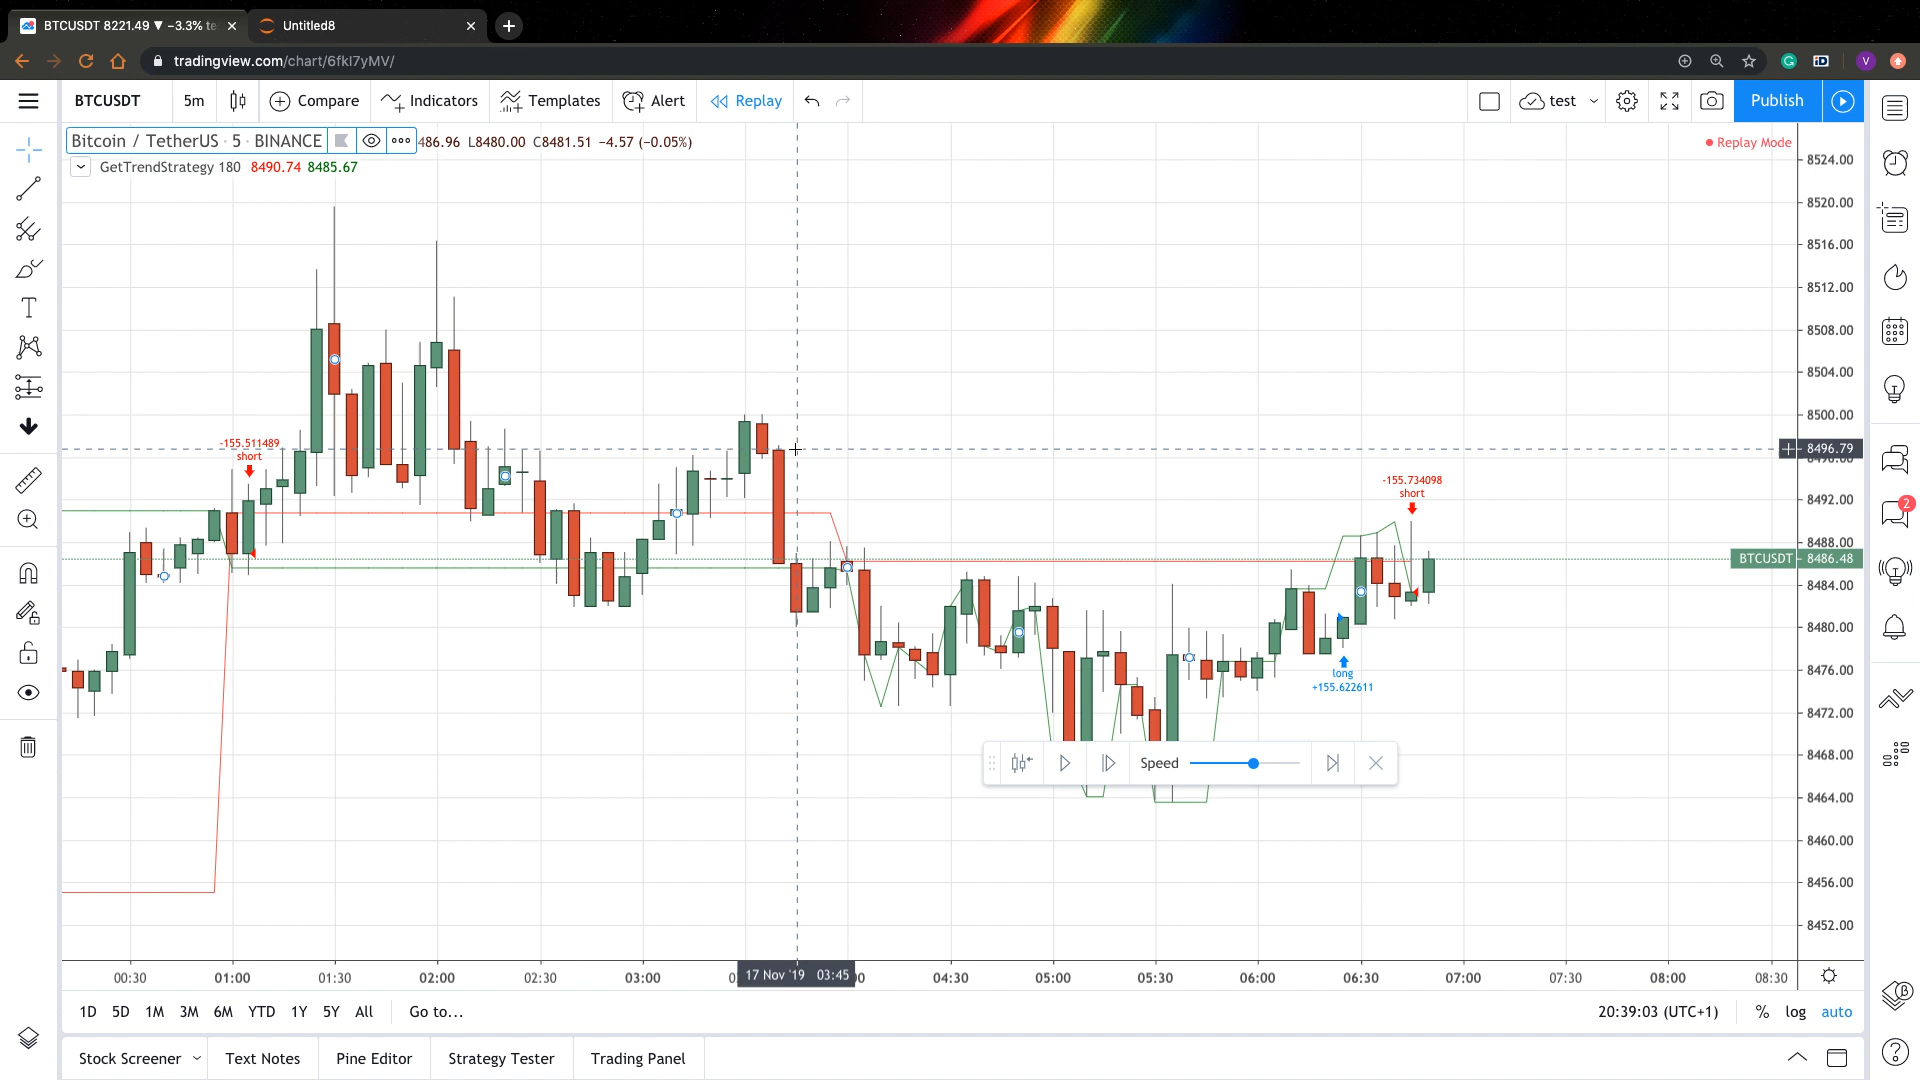 BTCUSDT 8221.49 ▼ −3.3% te
Untitled8
tradingview.com/chart/6fkI7yMV/
BTCUSDT 5m Compare Indicators Templates Alert Replay test Publish
Bitcoin / TetherUS · 5 · BINANCE 486.96 L8480.00 C8481.51 −4.57 (−0.05%)
Replay Mode
GetTrendStrategy 180 8490.74 8485.67
8524.00
8520.00
8516.00
8512.00
8508.00
8504.00
8500.00
8496.79
8492.00
8488.00
BTCUSDT 8486.48
8484.00
8480.00
8476.00
8472.00
8468.00
8464.00
8460.00
8456.00
8452.00
-155.511489
short
-155.734098
short
long
+155.622611
Speed
00:30 01:00 01:30 02:00 02:30 03:00 17 Nov '19 03:45 04:30 05:00 05:30 06:00 06:30 07:00 07:30 08:00 08:30
1D 5D 1M 3M 6M YTD 1Y 5Y All Go to... 20:39:03 (UTC+1) % log auto
Stock Screener Text Notes Pine Editor Strategy Tester Trading Panel
2
V